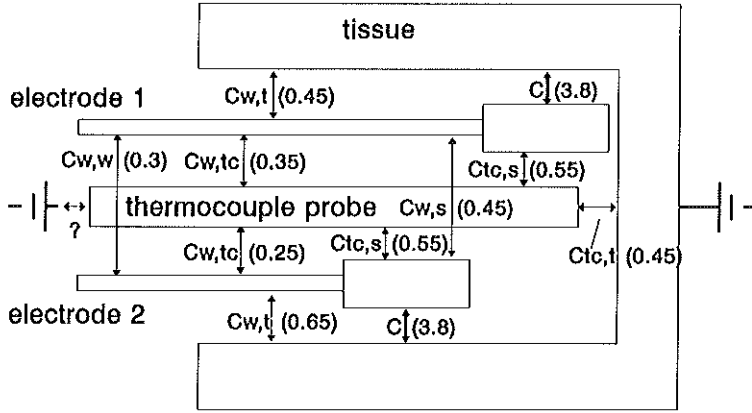 tissue
electrode 1
Cw,t (0.45)
C (3.8)
Cw,w (0.3)
Cw,tc (0.35)
Ctc,s (0.55)
thermocouple probe
Cw,s (0.45)
?
Cw,tc (0.25)
Ctc,s (0.55)
Ctc,t (0.45)
electrode 2
Cw,t (0.65)
C (3.8)